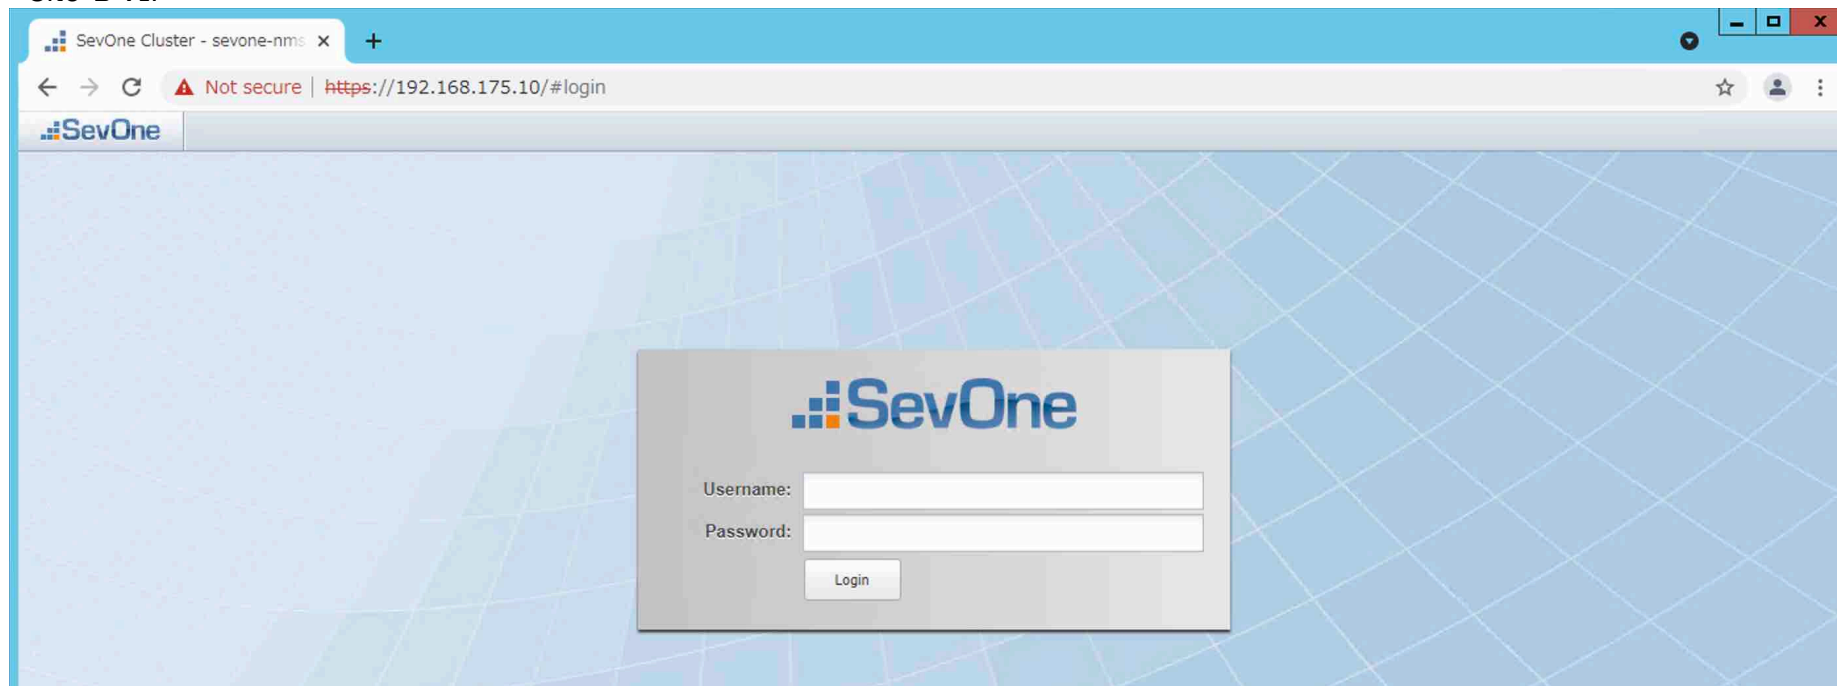 SevOne Cluster - sevone-nms
Not secure | https://192.168.175.10/#login
SevOne
SevOne
Username:
Password:
Login